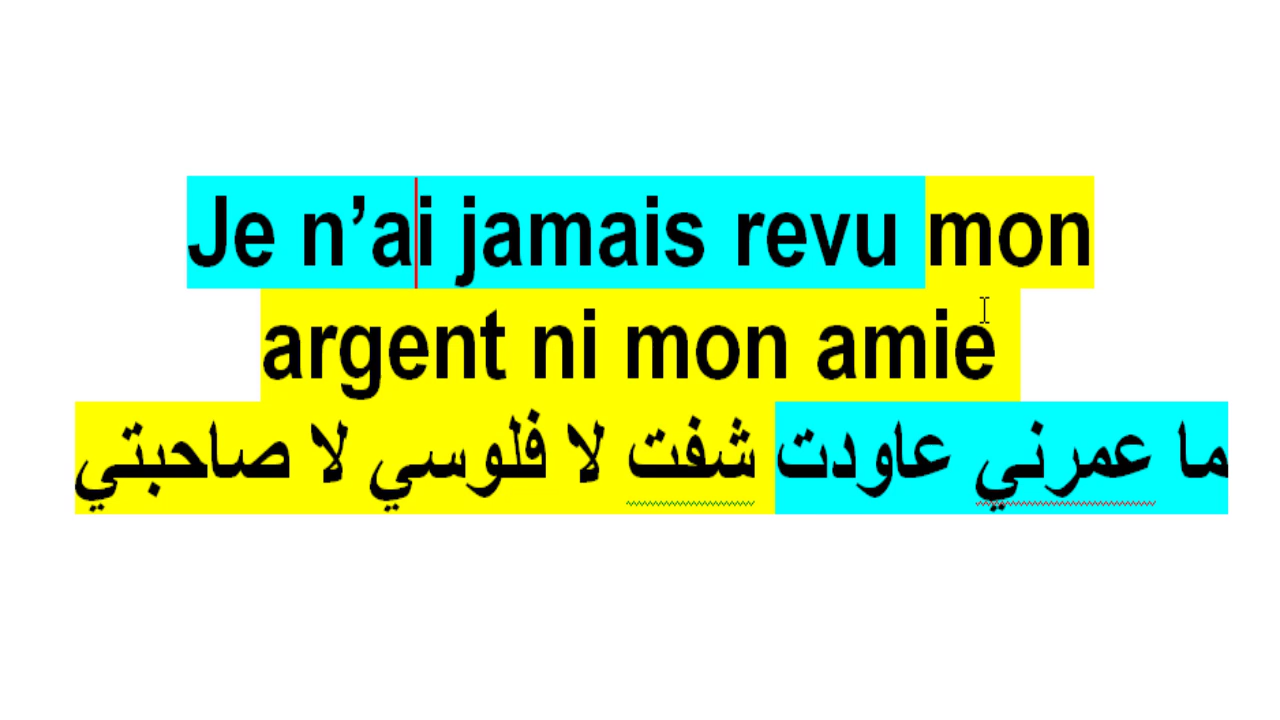 Je n’ai jamais revu mon
argent ni mon amie
ما عمرني عاودت شفت لا فلوسي لا صاحبتي